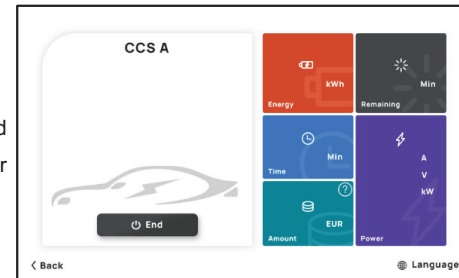 CCS A
End
kWh
Energy
Min
Remaining
Min
Time
EUR
Amount
A
V
kW
Power
Back
Language